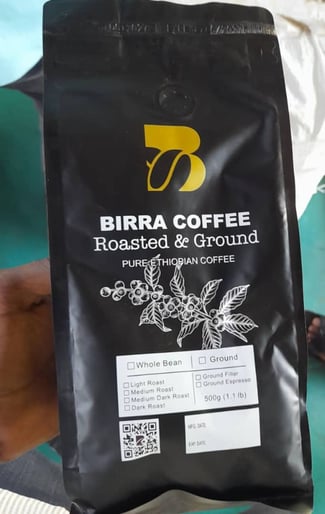 B
BIRRA COFFEE
Roasted & Ground
PURE ETHIOPIAN COFFEE
Whole Bean Ground
Light Roast
Medium Roast
Medium Dark Roast
Dark Roast
Ground Filter
Ground Espresso
500g (1.1 lb)
MFG. DATE:
EXP. DATE: